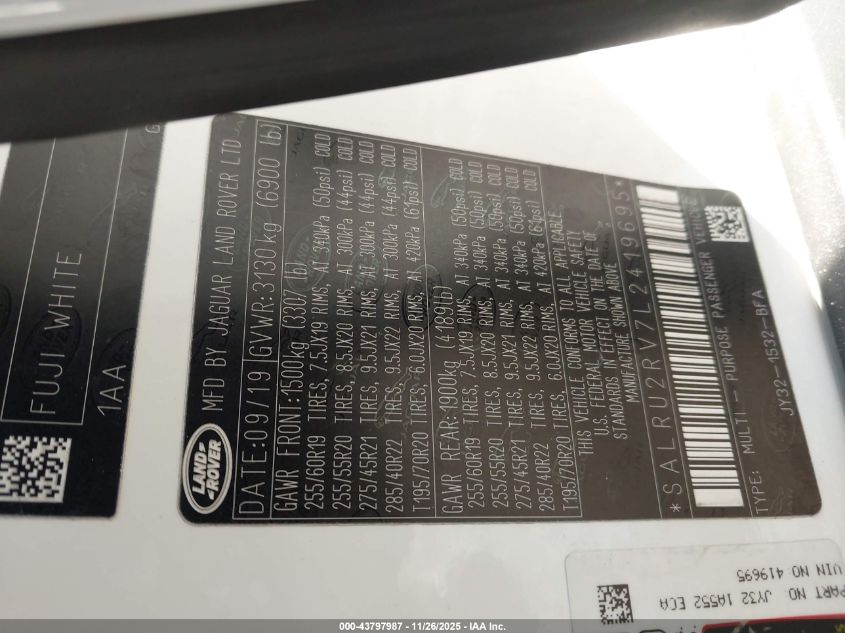 FUJI WHITE
1AA
G
LAND ROVER
MFD BY JAGUAR LAND ROVER LTD
DATE:09/19 GVWR:3130kg (6900 lb)
GAWR FRONT:1500kg (3307 lb)
255/60R19 TIRES, 7.5JX19 RIMS, AT 340kPa (50psi) COLD
255/55R20 TIRES, 8.5JX20 RIMS, AT 300kPa (44psi) COLD
275/45R21 TIRES, 9.5JX21 RIMS, AT 300kPa (44psi) COLD
285/40R22, TIRES, 9.5JX22 RIMS, AT 300kPa (44psi) COLD
T195/70R20 TIRES, 6.0JX20 RIMS, AT 420kPa (61psi) COLD
GAWR REAR:1900kg (4189lb)
255/60R19 TIRES, 7.5JX19 RIMS, AT 340kPa (50psi) COLD
255/55R20 TIRES, 8.5JX20 RIMS, AT 340kPa (50psi) COLD
275/45R21 TIRES, 9.5JX21 RIMS, AT 340kPa (50psi) COLD
285/40R22 TIRES, 9.5JX22 RIMS, AT 340kPa (50psi) COLD
T195/70R20 TIRES, 6.0JX20 RIMS, AT 420kPa (61psi) COLD
THIS VEHICLE CONFORMS TO ALL APPLICABLE
U.S. FEDERAL MOTOR VEHICLE SAFETY
STANDARDS IN EFFECT ON THE DATE OF
MANUFACTURE SHOWN ABOVE
*SALRU2RV7L2419695*
TYPE: MULTI - PURPOSE PASSENGER VEHICLE
JY32-1532-BEA
PART NO: JY32 1A552 ECA
VIN NO 419695
000-43797987 - 11/26/2025 - IAA Inc.